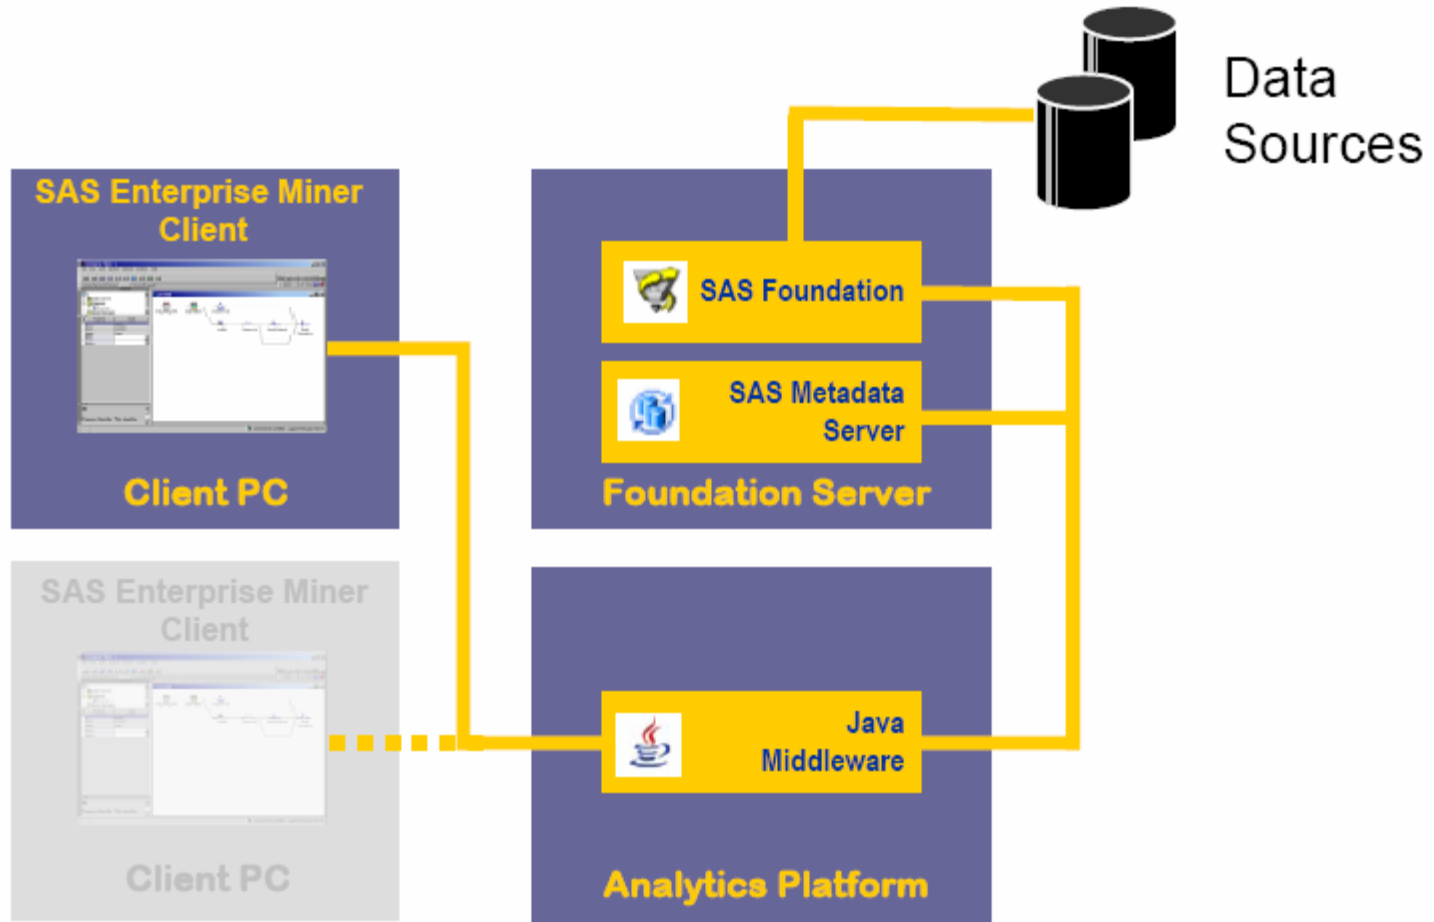 Data
Sources
SAS Enterprise Miner
Client
Client PC
SAS Foundation
SAS Metadata
Server
Foundation Server
SAS Enterprise Miner
Client
Client PC
Java
Middleware
Analytics Platform